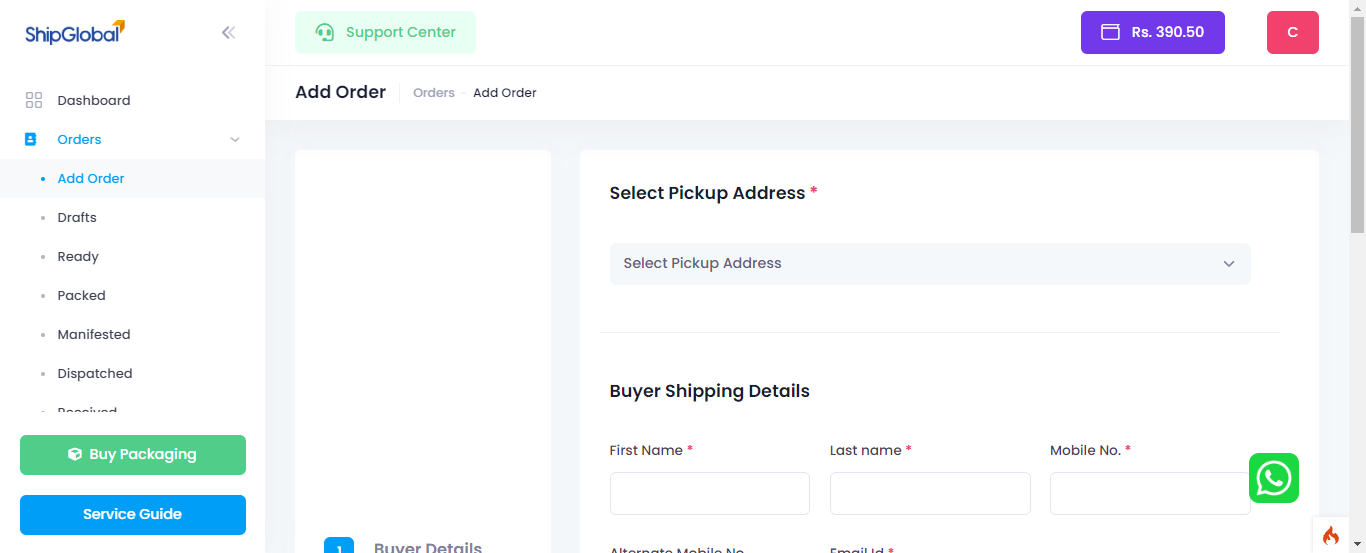 ShipGlobal
Support Center
Rs. 390.50
C
Add Order
Orders - Add Order
Dashboard
Orders
Add Order
Drafts
Ready
Packed
Manifested
Dispatched
Received
Buy Packaging
Service Guide
1
Buyer Details
Select Pickup Address *
Select Pickup Address
Buyer Shipping Details
First Name *
Last name *
Mobile No. *
Alternate Mobile No.
Email Id *